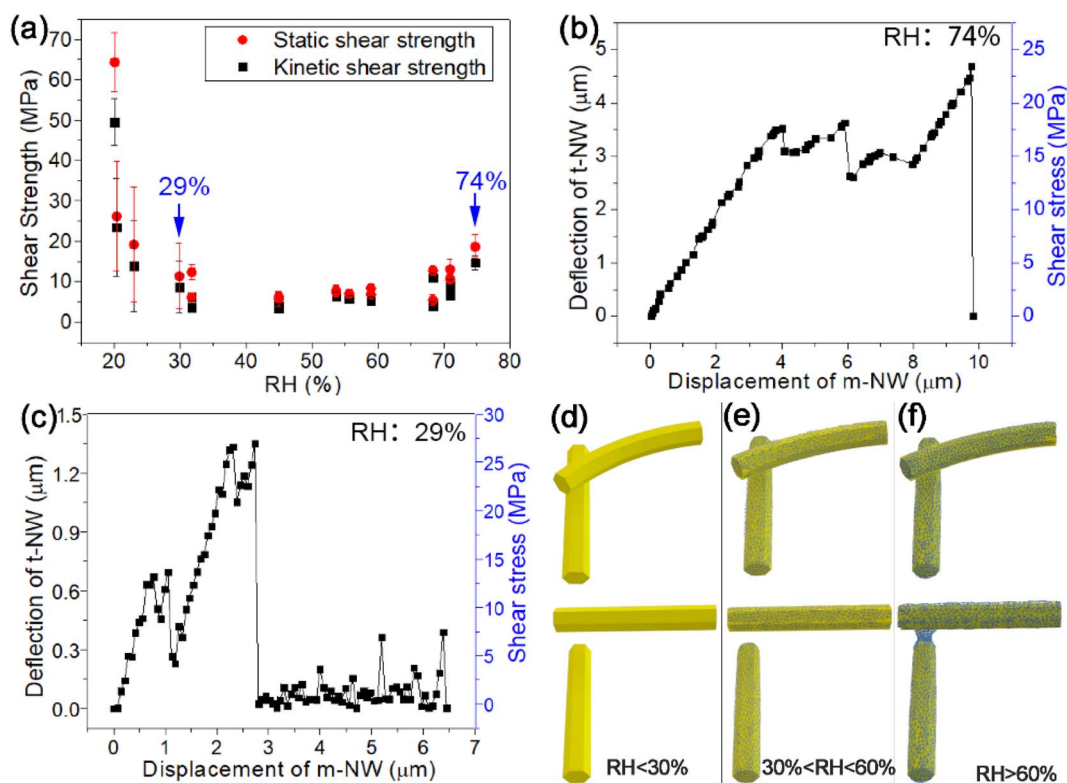 (a)
70
60
50
40
30
20
10
0
Shear Strength (MPa)
Static shear strength
Kinetic shear strength
29%
74%
20 30 40 50 60 70 80
RH (%)
(b)
RH: 74%
5
4
3
2
1
0
Deflection of t-NW (μm)
25
20
15
10
5
0
Shear stress (MPa)
0 2 4 6 8 10
Displacement of m-NW (μm)
(c)
RH: 29%
1.5
1.2
0.9
0.6
0.3
0.0
Deflection of t-NW (μm)
30
25
20
15
10
5
0
Shear stress (MPa)
0 1 2 3 4 5 6 7
Displacement of m-NW (μm)
(d)
(e)
(f)
RH<30%
30%<RH<60%
RH>60%